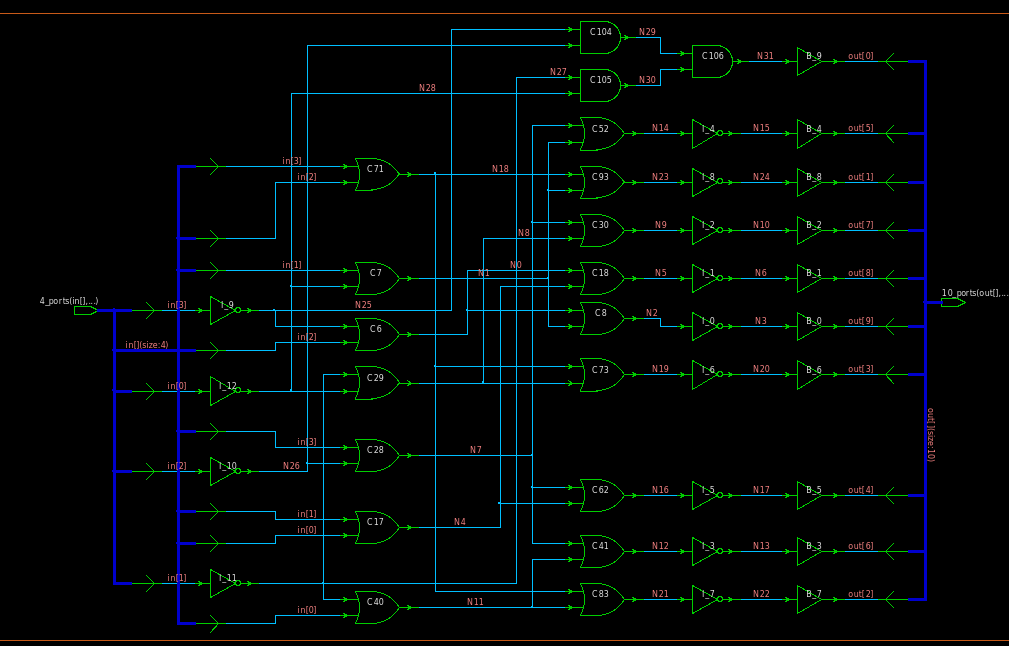 C104 N29
C106 N31 B_9 out[0]
N27 C105 N30
N28
C52 N14 I_4 N15 B_4 out[5]
in[3] C71 N18
in[2] C93 N23 I_8 N24 B_8 out[1]
N8 C30 N9 I_2 N10 B_2 out[7]
in[1] C7 N1 N0 C18 N5 I_1 N6 B_1 out[8]
4_ports(in[],...) 10_ports(out[],...
in[3] I_9 N25 C8 N2 I_0 N3 B_0 out[9]
in[](size:4) in[2] C6
C73 N19 I_6 N20 B_6 out[3]
in[0] I_12 C29
out[](size:10)
in[3] C28 N7
in[2] I_10 N26
C62 N16 I_5 N17 B_5 out[4]
in[1] C17 N4
in[0]
C41 N12 I_3 N13 B_3 out[6]
in[1] I_11
C40 N11 C83 N21 I_7 N22 B_7 out[2]
in[0]